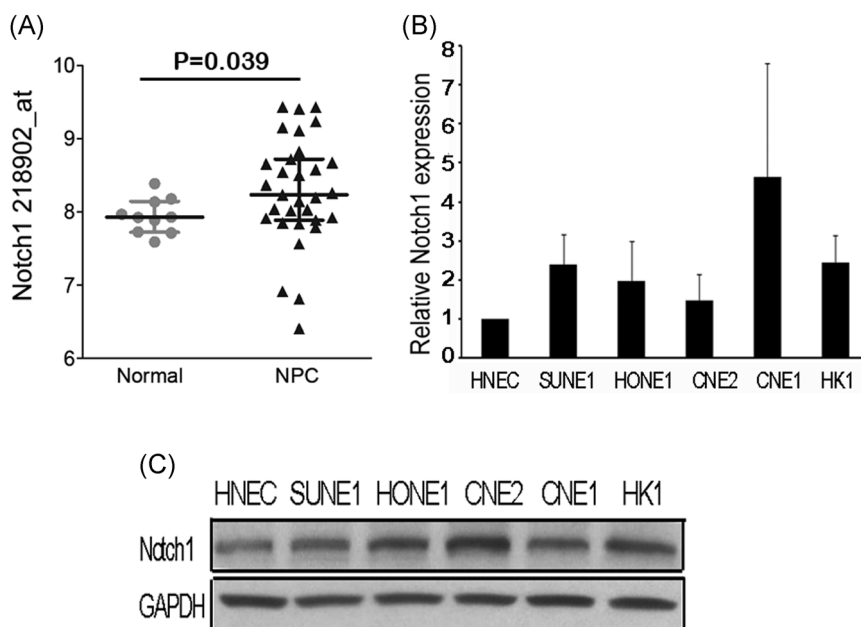 (A)
P=0.039
Notch1 218902_at
10
9
8
7
6
Normal NPC
(B)
Relative Notch1 expression
8
7
6
5
4
3
2
1
0
HNEC SUNE1 HONE1 CNE2 CNE1 HK1
(C)
HNEC SUNE1 HONE1 CNE2 CNE1 HK1
Notch1
GAPDH